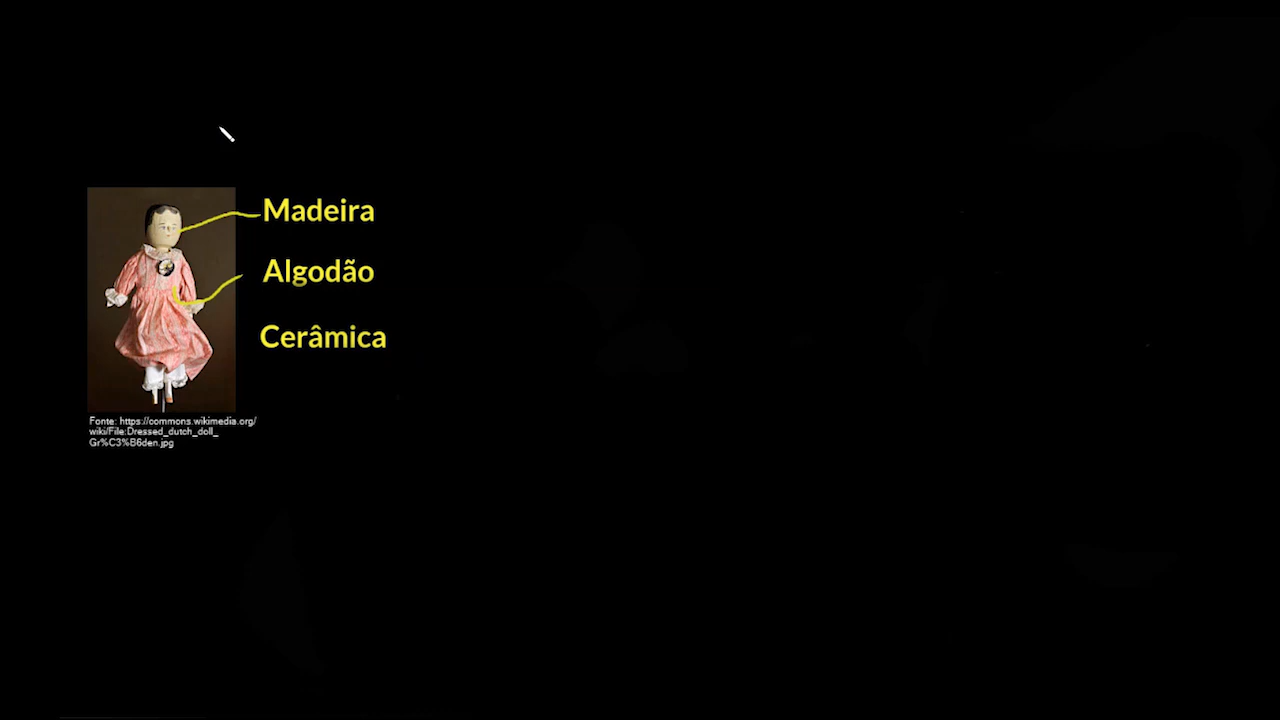 Madeira
Algodão
Cerâmica
Fonte: https://commons.wikimedia.org/
wiki/File:Dressed_dutch_doll_
Gr%C3%B6den.jpg